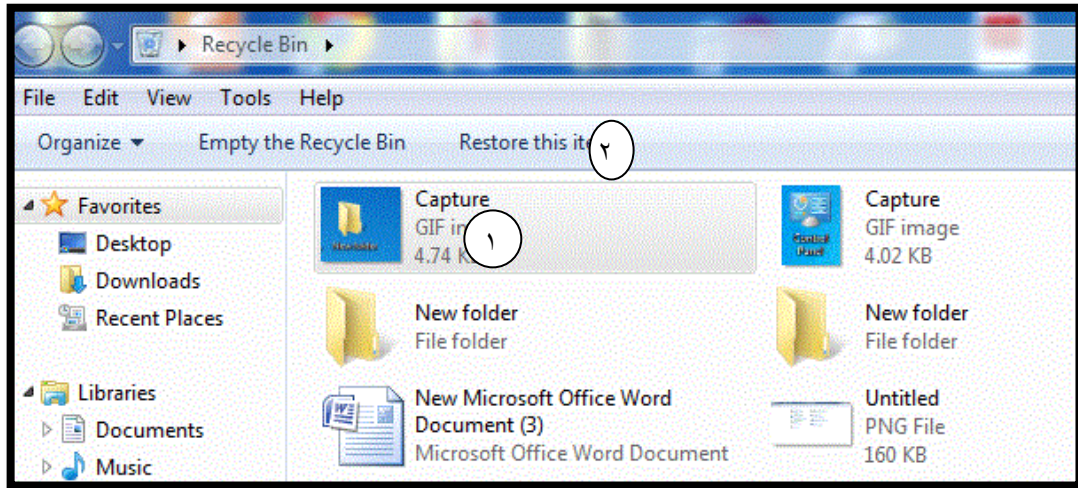 Recycle Bin
File Edit View Tools Help
Organize Empty the Recycle Bin Restore this ite
٢
Favorites
Desktop
Downloads
Recent Places
Libraries
Documents
Music
Capture
GIF im
4.74 K
١
Capture
GIF image
4.02 KB
New folder
File folder
New folder
File folder
New Microsoft Office Word
Document (3)
Microsoft Office Word Document
Untitled
PNG File
160 KB
Control
Panel